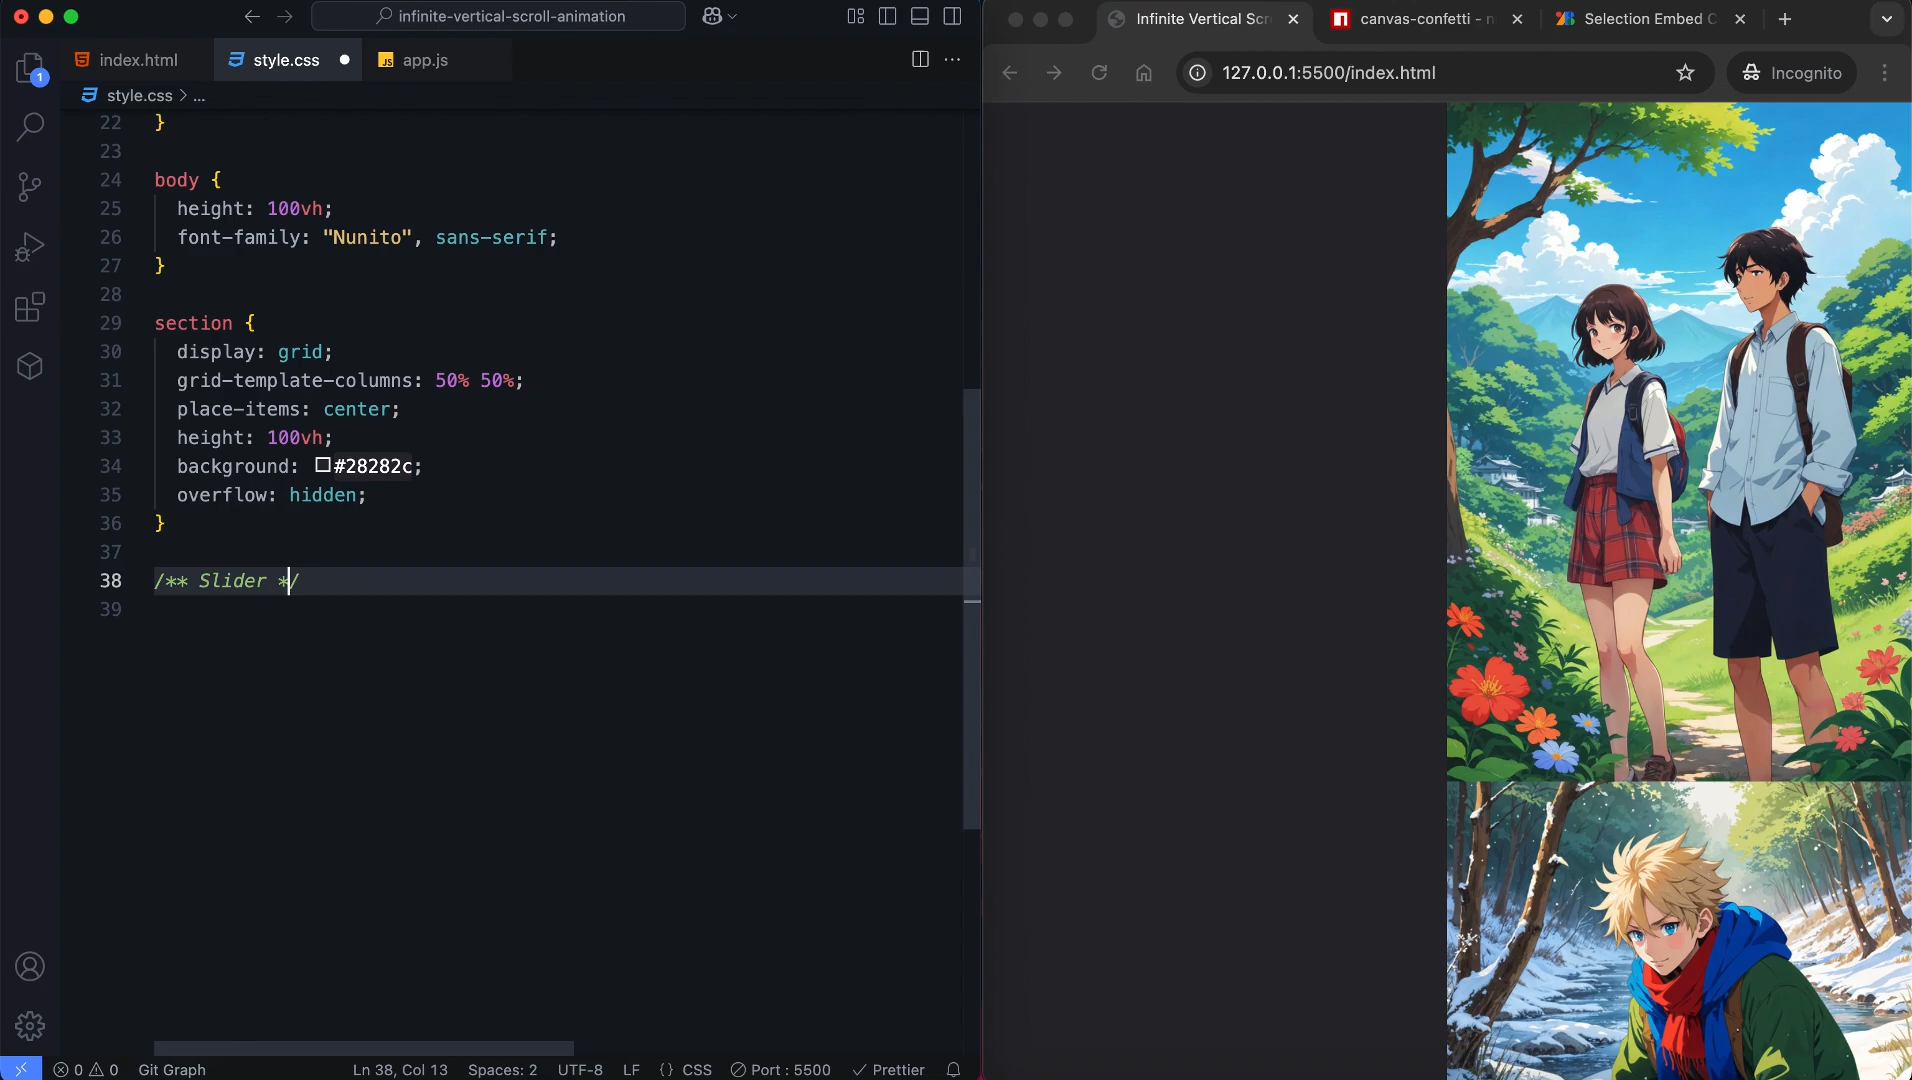 infinite-vertical-scroll-animation
index.html
style.css
app.js
style.css > ...
22 }
23
24 body {
25 height: 100vh;
26 font-family: "Nunito", sans-serif;
27 }
28
29 section {
30 display: grid;
31 grid-template-columns: 50% 50%;
32 place-items: center;
33 height: 100vh;
34 background: #28282c;
35 overflow: hidden;
36 }
37
38 /** Slider */
39
1
0 0
Git Graph
Ln 38, Col 13
Spaces: 2
UTF-8
LF
{ } CSS
Port : 5500
Prettier
Infinite Vertical Scr
canvas-confetti - n
Selection Embed C
127.0.0.1:5500/index.html
Incognito